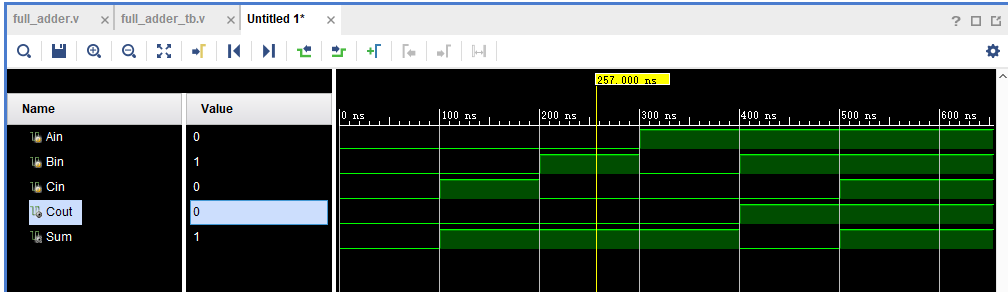 full_adder.v × full_adder_tb.v × Untitled 1* ×
?
257.000 ns
Name Value
0 ns 100 ns 200 ns 300 ns 400 ns 500 ns 600 ns
Ain 0
Bin 1
Cin 0
Cout 0
Sum 1